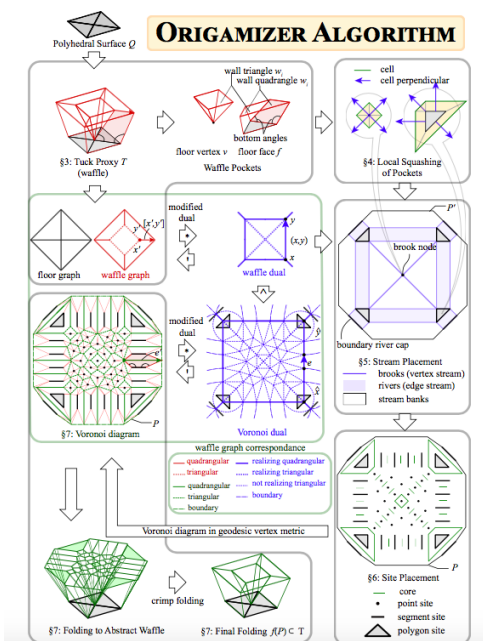 ORIGAMIZER ALGORITHM
Polyhedral Surface Q
wall triangle wᵢ
wall quadrangle wᵢ
bottom angles
floor vertex v
floor face f
Waffle Pockets
§3: Tuck Proxy T
(waffle)
cell
cell perpendicular
§4: Local Squashing
of Pockets
floor graph
y'
[x',y']
x'
waffle graph
modified
dual
y
(x,y)
x
waffle dual
P'
brook node
boundary river cap
§5: Stream Placement
brooks (vertex stream)
rivers (edge stream)
stream banks
e'
P
§7: Voronoi diagram
modified
dual
ŷ
e
x̂
Voronoi dual
waffle graph correspondance
quadrangular
triangular
quadrangular
triangular
boundary
realizing quadrangular
realizing triangular
not realizing triangular
boundary
Voronoi diagram in geodesic vertex metric
P
§6: Site Placement
core
point site
segment site
polygon site
§7: Folding to Abstract Waffle
crimp folding
§7: Final Folding f(P) ⊂ T